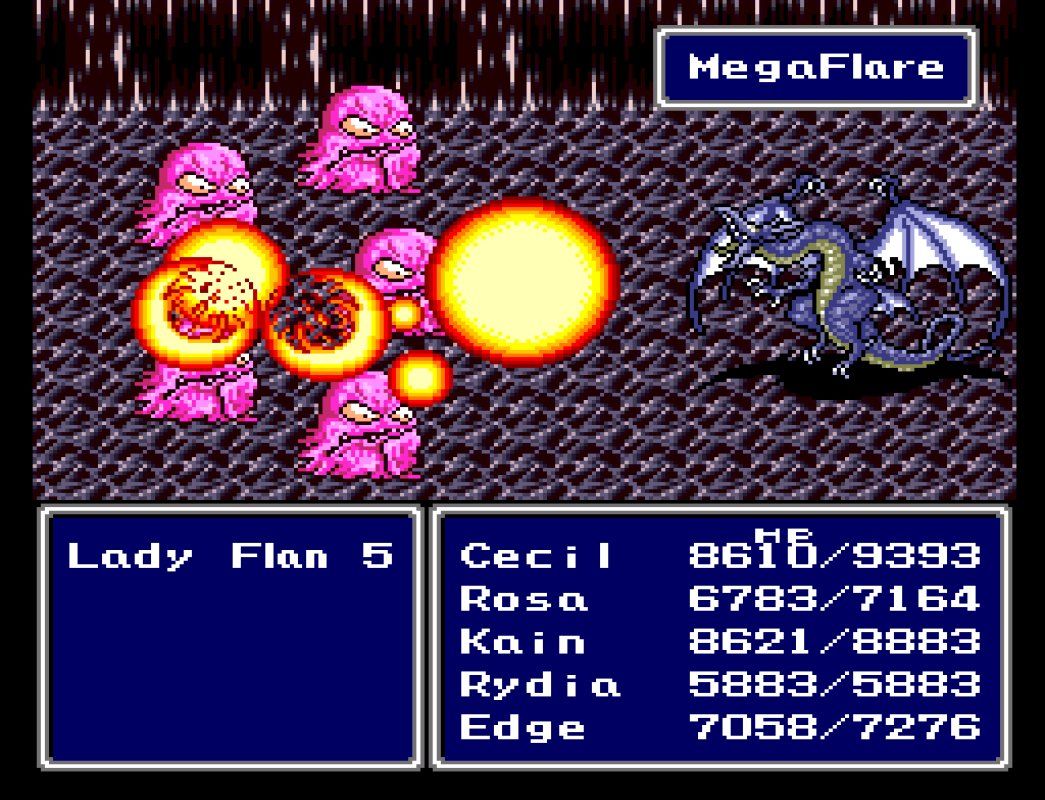 MegaFlare
Lady Flan 5
Cecil 8610/9393
Rosa 6783/7164
Kain 8621/8883
Rydia 5883/5883
Edge 7058/7276